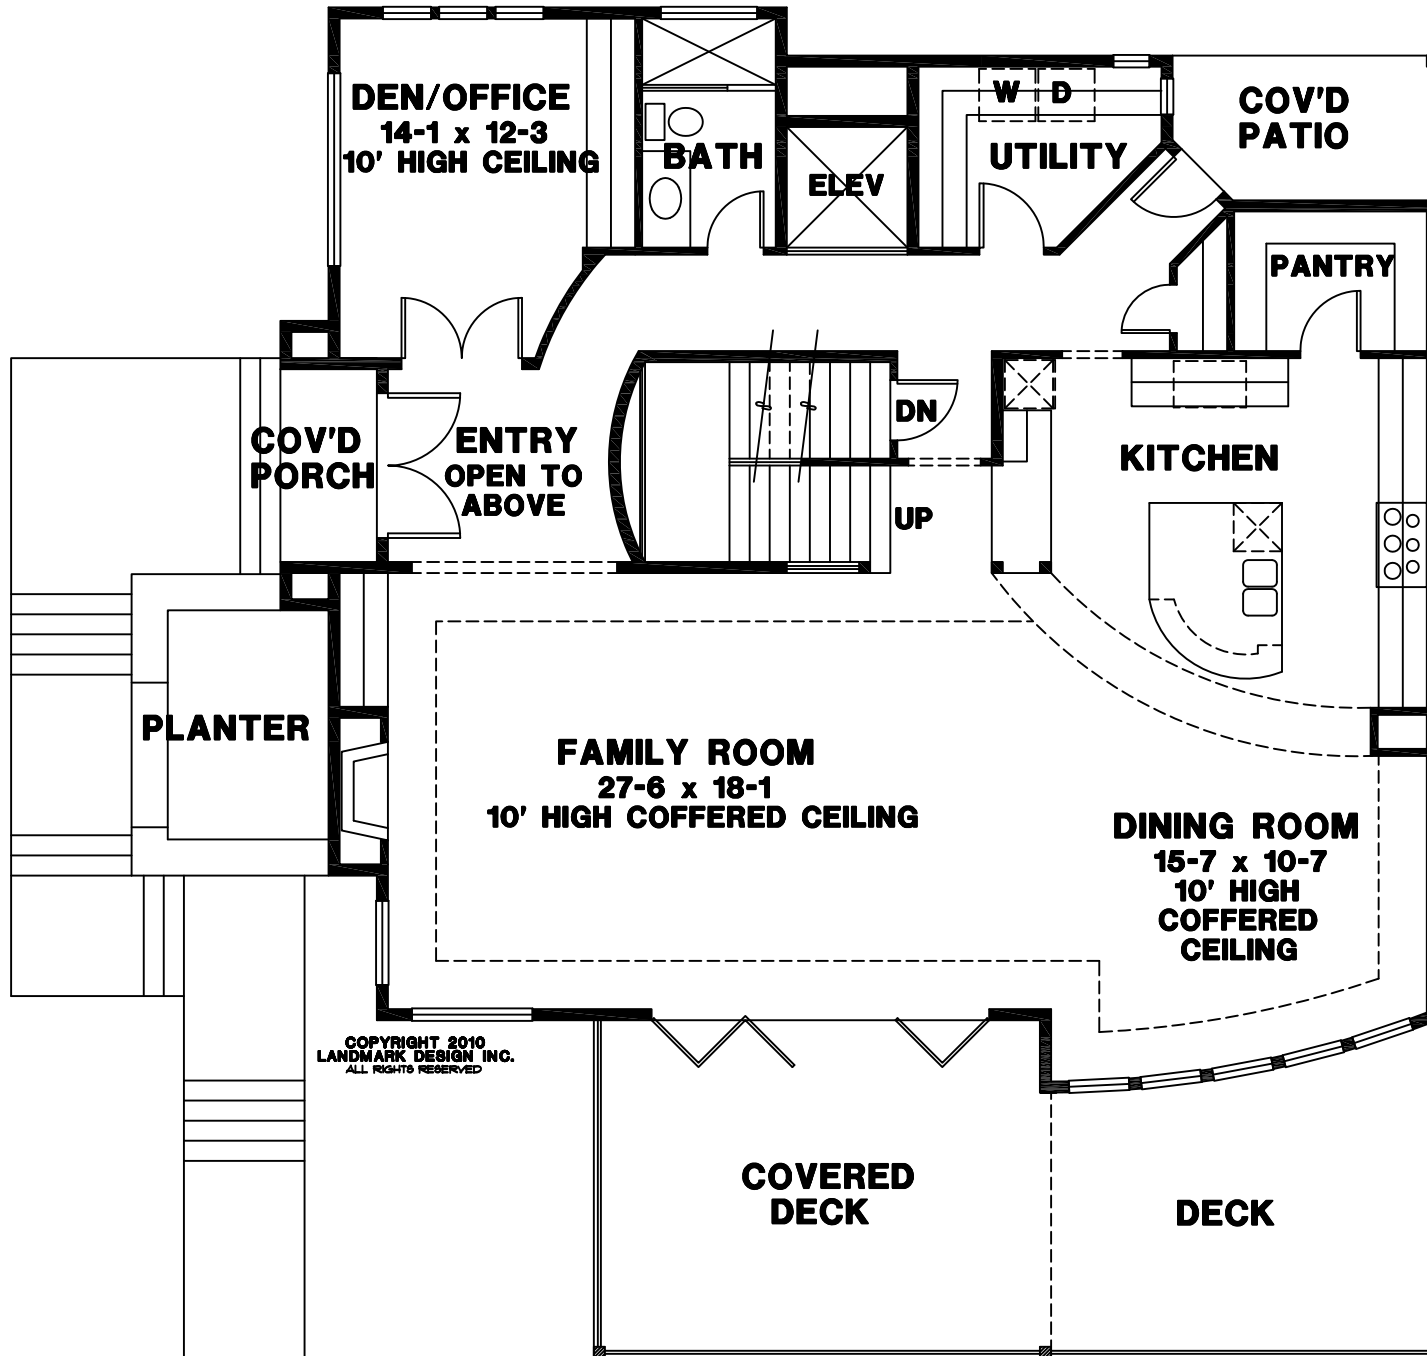 DEN/OFFICE
14-1 x 12-3
10' HIGH CEILING
BATH
ELEV
W D
UTILITY
COV'D
PATIO
PANTRY
COV'D
PORCH
ENTRY
OPEN TO
ABOVE
DN
UP
KITCHEN
PLANTER
FAMILY ROOM
27-6 x 18-1
10' HIGH COFFERED CEILING
DINING ROOM
15-7 x 10-7
10' HIGH
COFFERED
CEILING
COPYRIGHT 2010
LANDMARK DESIGN INC.
ALL RIGHTS RESERVED
COVERED
DECK
DECK